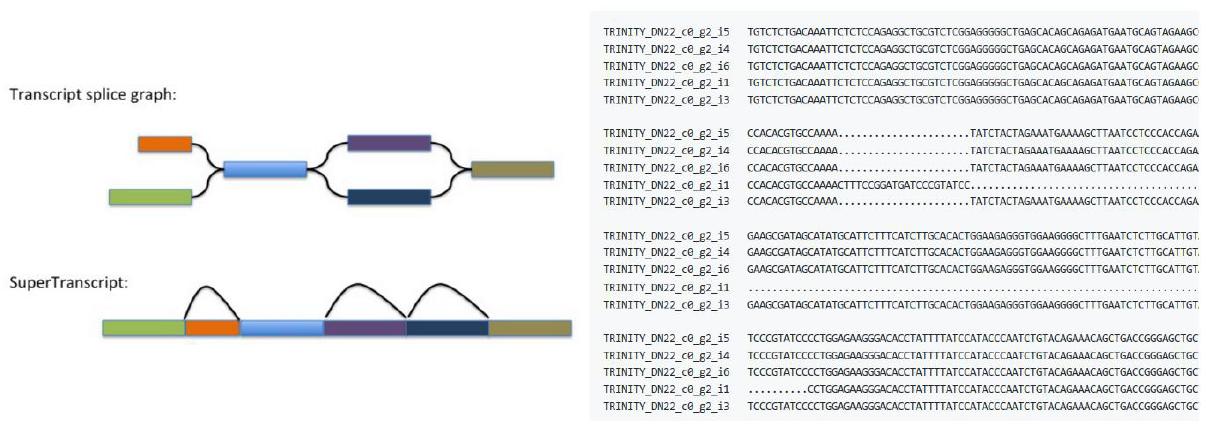 Transcript splice graph:
SuperTranscript:
TRINITY_DN22_c0_g2_i5 TGTCTCTGACAAATTCTCTCCAGAGGCTGCGTCTCGGAGGGGGCTGAGCACAGCAGAGATGAATGCAGTAGAAGC
TRINITY_DN22_c0_g2_i4 TGTCTCTGACAAATTCTCTCCAGAGGCTGCGTCTCGGAGGGGGCTGAGCACAGCAGAGATGAATGCAGTAGAAGC
TRINITY_DN22_c0_g2_i6 TGTCTCTGACAAATTCTCTCCAGAGGCTGCGTCTCGGAGGGGGCTGAGCACAGCAGAGATGAATGCAGTAGAAGC
TRINITY_DN22_c0_g2_i1 TGTCTCTGACAAATTCTCTCCAGAGGCTGCGTCTCGGAGGGGGCTGAGCACAGCAGAGATGAATGCAGTAGAAGC
TRINITY_DN22_c0_g2_i3 TGTCTCTGACAAATTCTCTCCAGAGGCTGCGTCTCGGAGGGGGCTGAGCACAGCAGAGATGAATGCAGTAGAAGC
TRINITY_DN22_c0_g2_i5 CCACACGTGCCAAAA......................TATCTACTAGAAATGAAAAGCTTAATCCTCCCACCAGA
TRINITY_DN22_c0_g2_i4 CCACACGTGCCAAAA......................TATCTACTAGAAATGAAAAGCTTAATCCTCCCACCAGA
TRINITY_DN22_c0_g2_i6 CCACACGTGCCAAAA......................TATCTACTAGAAATGAAAAGCTTAATCCTCCCACCAGA
TRINITY_DN22_c0_g2_i1 CCACACGTGCCAAAACTTTCCGGATGATCCCGTATCC......................................
TRINITY_DN22_c0_g2_i3 CCACACGTGCCAAAA......................TATCTACTAGAAATGAAAAGCTTAATCCTCCCACCAGA
TRINITY_DN22_c0_g2_i5 GAAGCGATAGCATATGCATTCTTTCATCTTGCACACTGGAAGAGGGTGGAAGGGGCTTTGAATCTCTTGCATTGT
TRINITY_DN22_c0_g2_i4 GAAGCGATAGCATATGCATTCTTTCATCTTGCACACTGGAAGAGGGTGGAAGGGGCTTTGAATCTCTTGCATTGT
TRINITY_DN22_c0_g2_i6 GAAGCGATAGCATATGCATTCTTTCATCTTGCACACTGGAAGAGGGTGGAAGGGGCTTTGAATCTCTTGCATTGT
TRINITY_DN22_c0_g2_i1 ...........................................................................
TRINITY_DN22_c0_g2_i3 GAAGCGATAGCATATGCATTCTTTCATCTTGCACACTGGAAGAGGGTGGAAGGGGCTTTGAATCTCTTGCATTGT
TRINITY_DN22_c0_g2_i5 TCCCGTATCCCCTGGAGAAGGGACACCTATTTTATCCATACCCAATCTGTACAGAAACAGCTGACCGGGAGCTGC
TRINITY_DN22_c0_g2_i4 TCCCGTATCCCCTGGAGAAGGGACACCTATTTTATCCATACCCAATCTGTACAGAAACAGCTGACCGGGAGCTGC
TRINITY_DN22_c0_g2_i6 TCCCGTATCCCCTGGAGAAGGGACACCTATTTTATCCATACCCAATCTGTACAGAAACAGCTGACCGGGAGCTGC
TRINITY_DN22_c0_g2_i1 ..........CCTGGAGAAGGGACACCTATTTTATCCATACCCAATCTGTACAGAAACAGCTGACCGGGAGCTGC
TRINITY_DN22_c0_g2_i3 TCCCGTATCCCCTGGAGAAGGGACACCTATTTTATCCATACCCAATCTGTACAGAAACAGCTGACCGGGAGCTGC